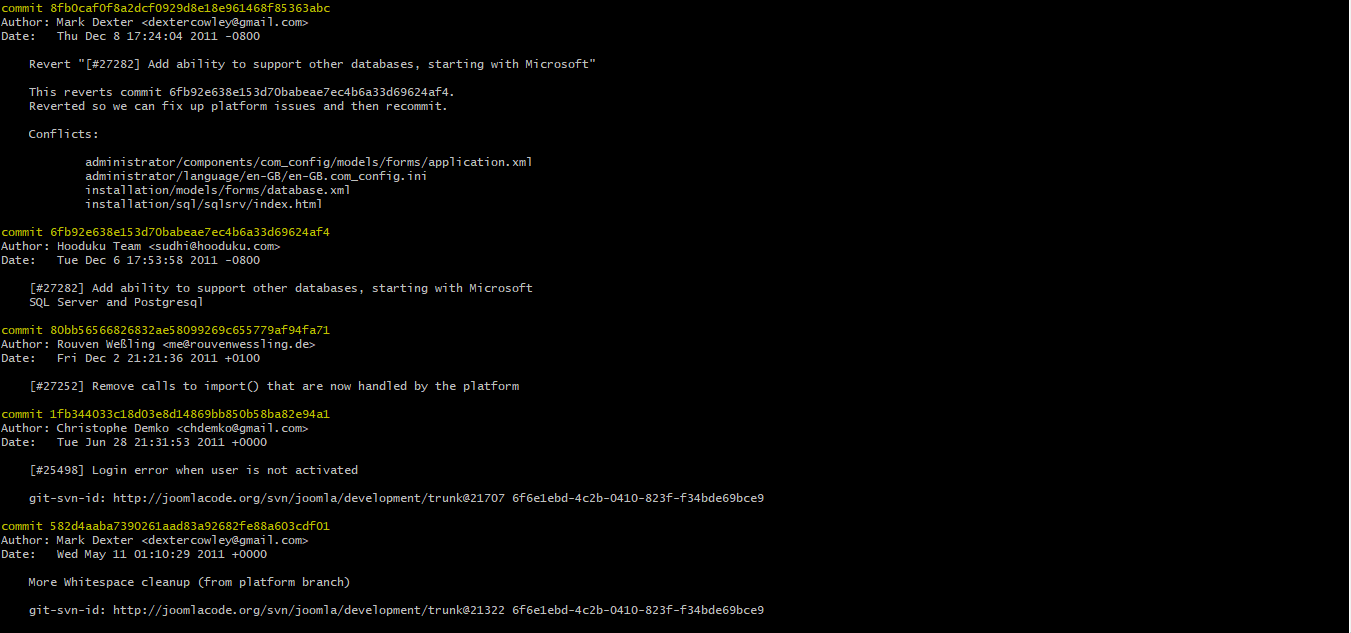 commit 8fb0caf0f8a2dcf0929d8e18e961468f85363abc
Author: Mark Dexter <dextercowley@gmail.com>
Date:   Thu Dec 8 17:24:04 2011 -0800
Revert "[#27282] Add ability to support other databases, starting with Microsoft"
This reverts commit 6fb92e638e153d70babeae7ec4b6a33d69624af4.
Reverted so we can fix up platform issues and then recommit.
Conflicts:
administrator/components/com_config/models/forms/application.xml
administrator/language/en-GB/en-GB.com_config.ini
installation/models/forms/database.xml
installation/sql/sqlsrv/index.html
commit 6fb92e638e153d70babeae7ec4b6a33d69624af4
Author: Hooduku Team <sudhi@hooduku.com>
Date:   Tue Dec 6 17:53:58 2011 -0800
[#27282] Add ability to support other databases, starting with Microsoft
SQL Server and Postgresql
commit 80bb56566826832ae58099269c655779af94fa71
Author: Rouven Weßling <me@rouvenwessling.de>
Date:   Fri Dec 2 21:21:36 2011 +0100
[#27252] Remove calls to import() that are now handled by the platform
commit 1fb344033c18d03e8d14869bb850b58ba82e94a1
Author: Christophe Demko <chdemko@gmail.com>
Date:   Tue Jun 28 21:31:53 2011 +0000
[#25498] Login error when user is not activated
git-svn-id: http://joomlacode.org/svn/joomla/development/trunk@21707 6f6e1ebd-4c2b-0410-823f-f34bde69bce9
commit 582d4aaba7390261aad83a92682fe88a603cdf01
Author: Mark Dexter <dextercowley@gmail.com>
Date:   Wed May 11 01:10:29 2011 +0000
More Whitespace cleanup (from platform branch)
git-svn-id: http://joomlacode.org/svn/joomla/development/trunk@21322 6f6e1ebd-4c2b-0410-823f-f34bde69bce9